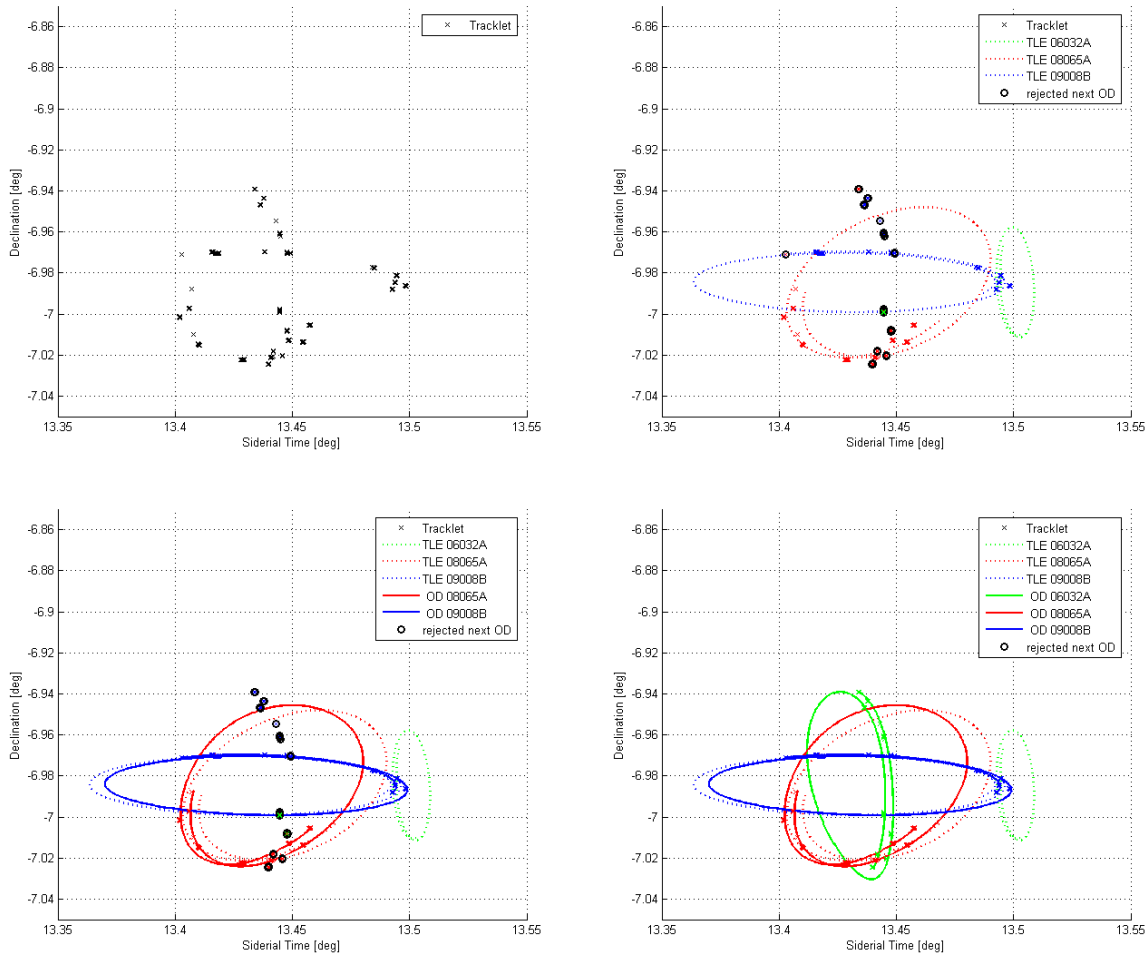 -6.86
-6.88
-6.9
-6.92
-6.94
-6.96
-6.98
-7
-7.02
-7.04
Declination [deg]
13.35 13.4 13.45 13.5 13.55
Siderial Time [deg]
Tracklet
-6.86
-6.88
-6.9
-6.92
-6.94
-6.96
-6.98
-7
-7.02
-7.04
Declination [deg]
13.35 13.4 13.45 13.5 13.55
Siderial Time [deg]
Tracklet
TLE 06032A
TLE 08065A
TLE 09008B
rejected next OD
-6.86
-6.88
-6.9
-6.92
-6.94
-6.96
-6.98
-7
-7.02
-7.04
Declination [deg]
13.35 13.4 13.45 13.5 13.55
Siderial Time [deg]
Tracklet
TLE 06032A
TLE 08065A
TLE 09008B
OD 08065A
OD 09008B
rejected next OD
-6.86
-6.88
-6.9
-6.92
-6.94
-6.96
-6.98
-7
-7.02
-7.04
Declination [deg]
13.35 13.4 13.45 13.5 13.55
Siderial Time [deg]
Tracklet
TLE 06032A
TLE 08065A
TLE 09008B
OD 06032A
OD 08065A
OD 09008B
rejected next OD